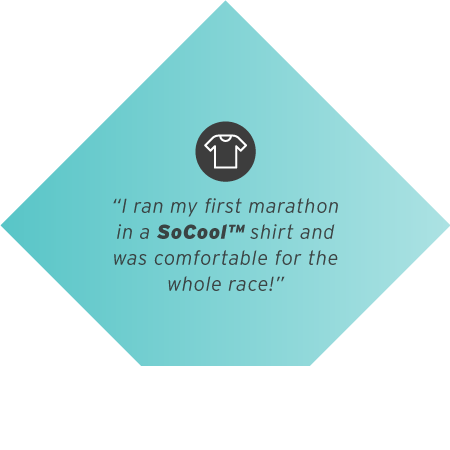 “I ran my first marathon
in a SoCool™ shirt and
was comfortable for the
whole race!”